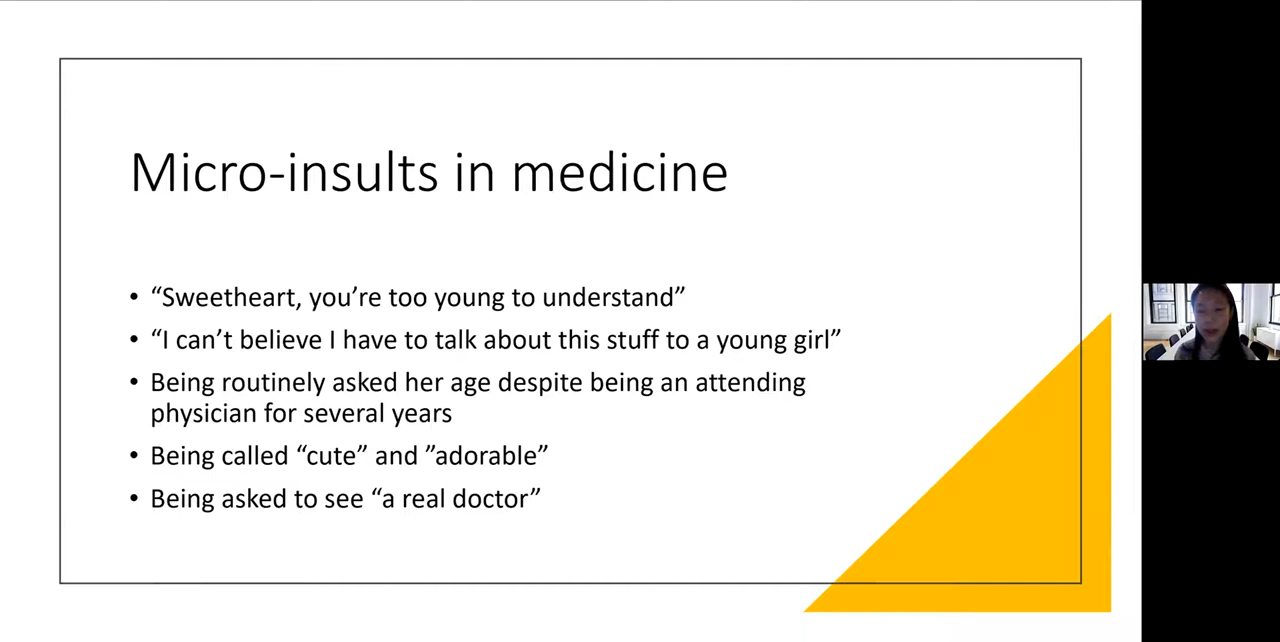 Micro-insults in medicine
• “Sweetheart, you’re too young to understand”
• “I can’t believe I have to talk about this stuff to a young girl”
• Being routinely asked her age despite being an attending
physician for several years
• Being called “cute” and ”adorable”
• Being asked to see “a real doctor”